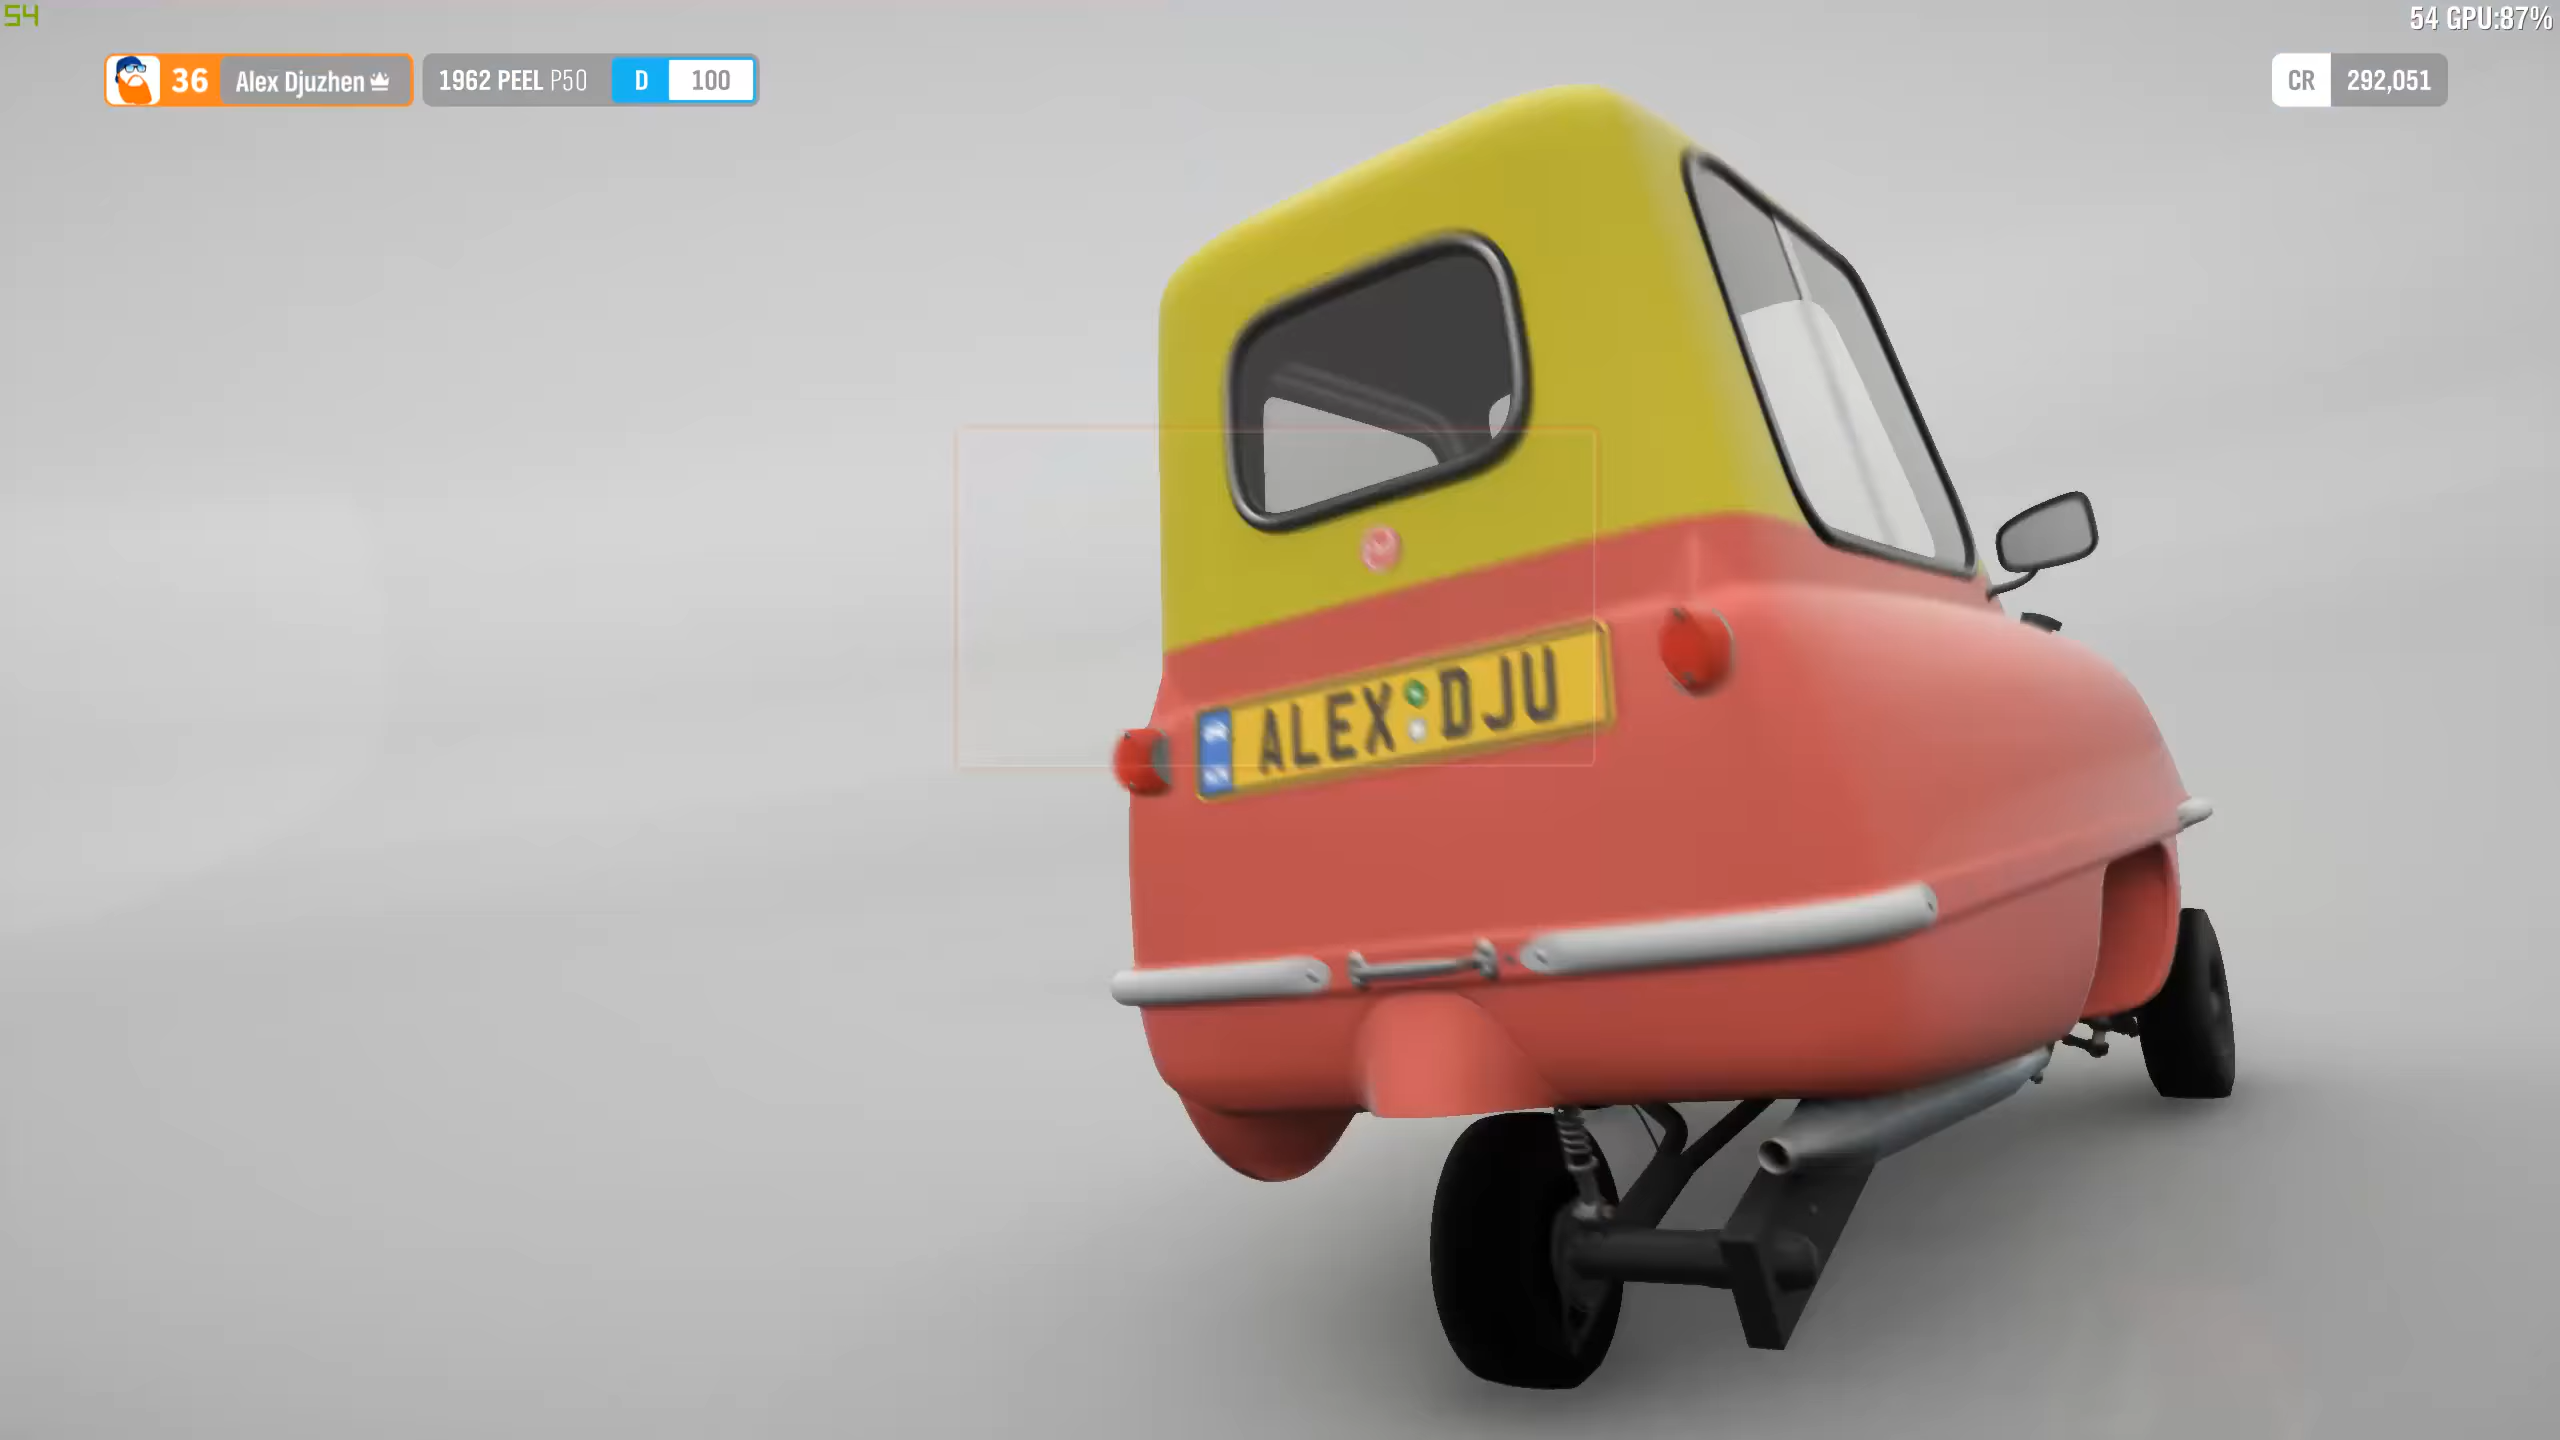 54
54 GPU:87%
36 Alex Djuzhen
1962 PEEL P50 D 100
CR 292,051
ALEX DJU